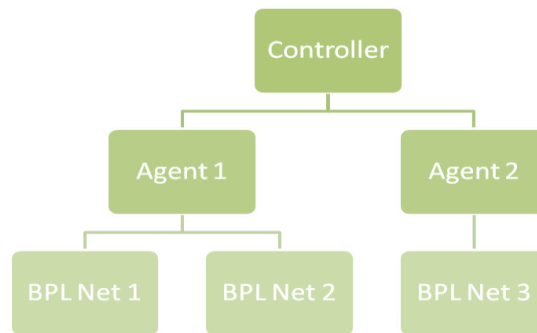 Controller
Agent 1
Agent 2
BPL Net 1
BPL Net 2
BPL Net 3